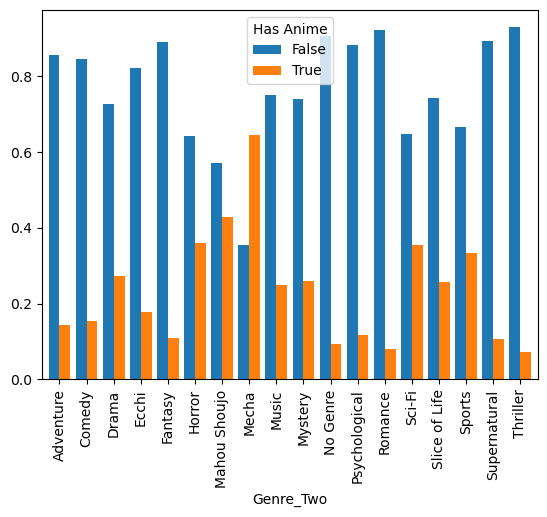 Has Anime
False
True
0.8
0.6
0.4
0.2
0.0
Adventure
Comedy
Drama
Ecchi
Fantasy
Horror
Mahou Shoujo
Mecha
Music
Mystery
No Genre
Psychological
Romance
Sci-Fi
Slice of Life
Sports
Supernatural
Thriller
Genre_Two